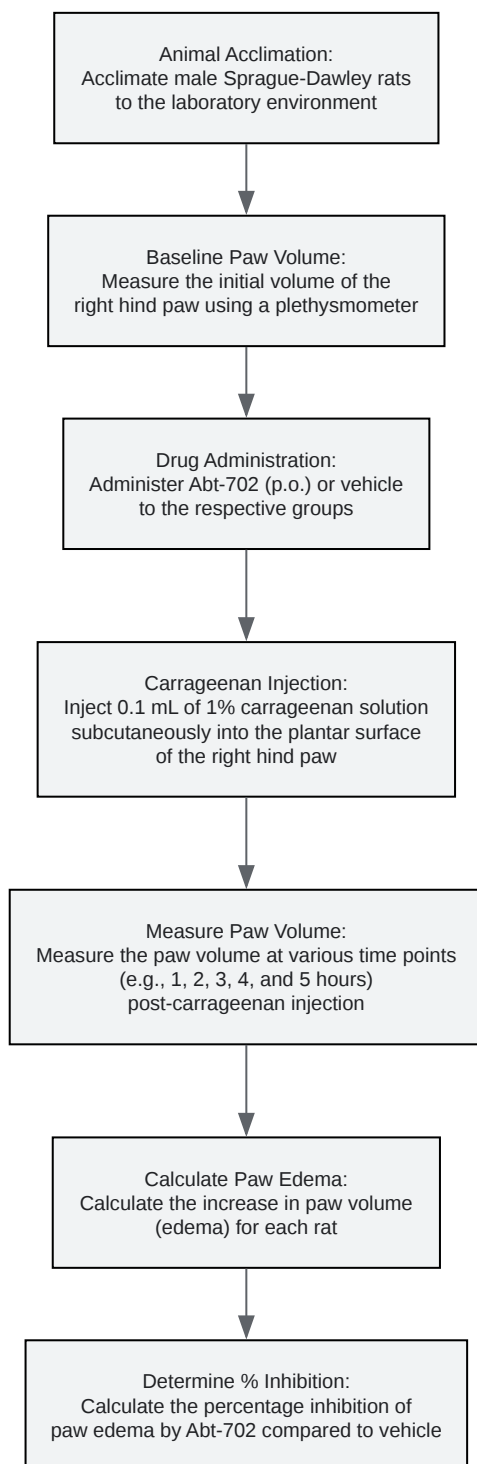 Animal Acclimation:
Acclimate male Sprague-Dawley rats
to the laboratory environment
Baseline Paw Volume:
Measure the initial volume of the
right hind paw using a plethysmometer
Drug Administration:
Administer Abt-702 (p.o.) or vehicle
to the respective groups
Carrageenan Injection:
Inject 0.1 mL of 1% carrageenan solution
subcutaneously into the plantar surface
of the right hind paw
Measure Paw Volume:
Measure the paw volume at various time points
(e.g., 1, 2, 3, 4, and 5 hours)
post-carrageenan injection
Calculate Paw Edema:
Calculate the increase in paw volume
(edema) for each rat
Determine % Inhibition:
Calculate the percentage inhibition of
paw edema by Abt-702 compared to vehicle